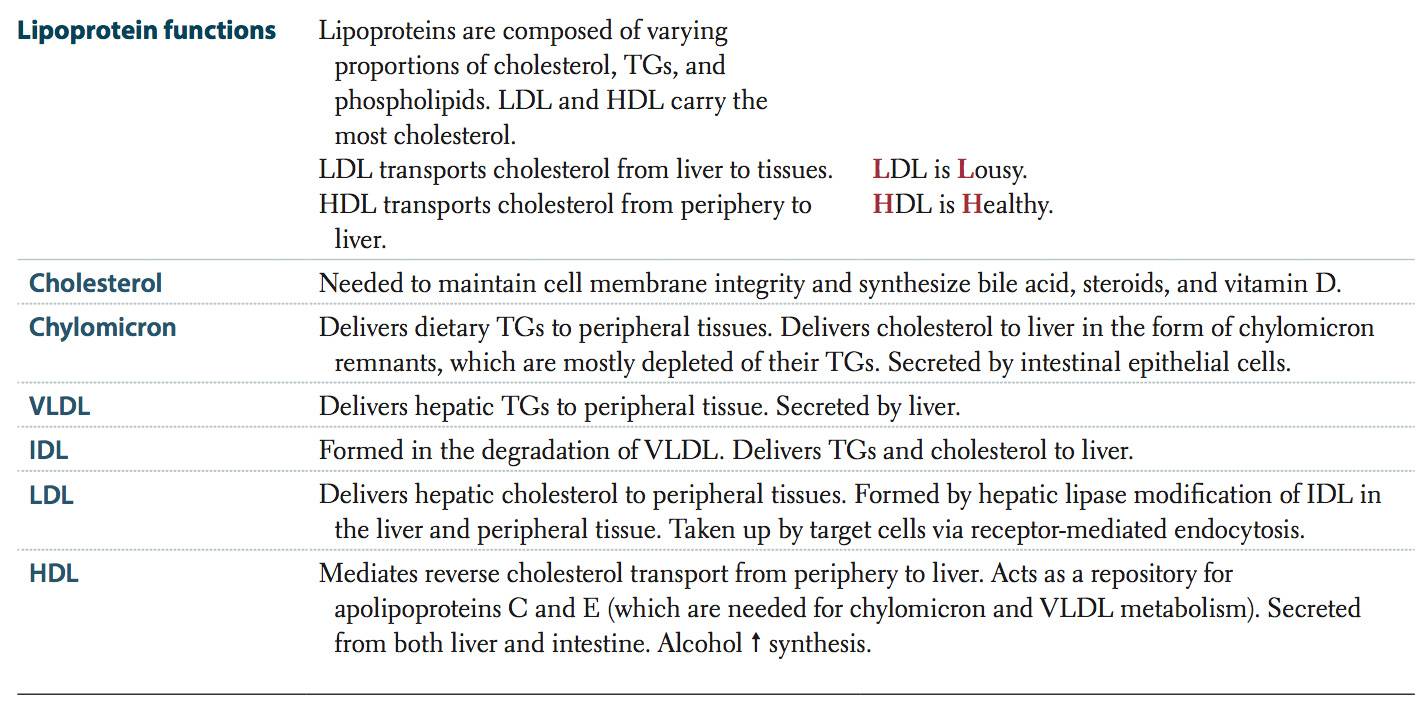 Lipoprotein functions
Lipoproteins are composed of varying
proportions of cholesterol, TGs, and
phospholipids. LDL and HDL carry the
most cholesterol.
LDL transports cholesterol from liver to tissues.
LDL is Lousy.
HDL transports cholesterol from periphery to
liver.
HDL is Healthy.
Cholesterol
Needed to maintain cell membrane integrity and synthesize bile acid, steroids, and vitamin D.
Chylomicron
Delivers dietary TGs to peripheral tissues. Delivers cholesterol to liver in the form of chylomicron
remnants, which are mostly depleted of their TGs. Secreted by intestinal epithelial cells.
VLDL
Delivers hepatic TGs to peripheral tissue. Secreted by liver.
IDL
Formed in the degradation of VLDL. Delivers TGs and cholesterol to liver.
LDL
Delivers hepatic cholesterol to peripheral tissues. Formed by hepatic lipase modification of IDL in
the liver and peripheral tissue. Taken up by target cells via receptor-mediated endocytosis.
HDL
Mediates reverse cholesterol transport from periphery to liver. Acts as a repository for
apolipoproteins C and E (which are needed for chylomicron and VLDL metabolism). Secreted
from both liver and intestine. Alcohol ↑ synthesis.